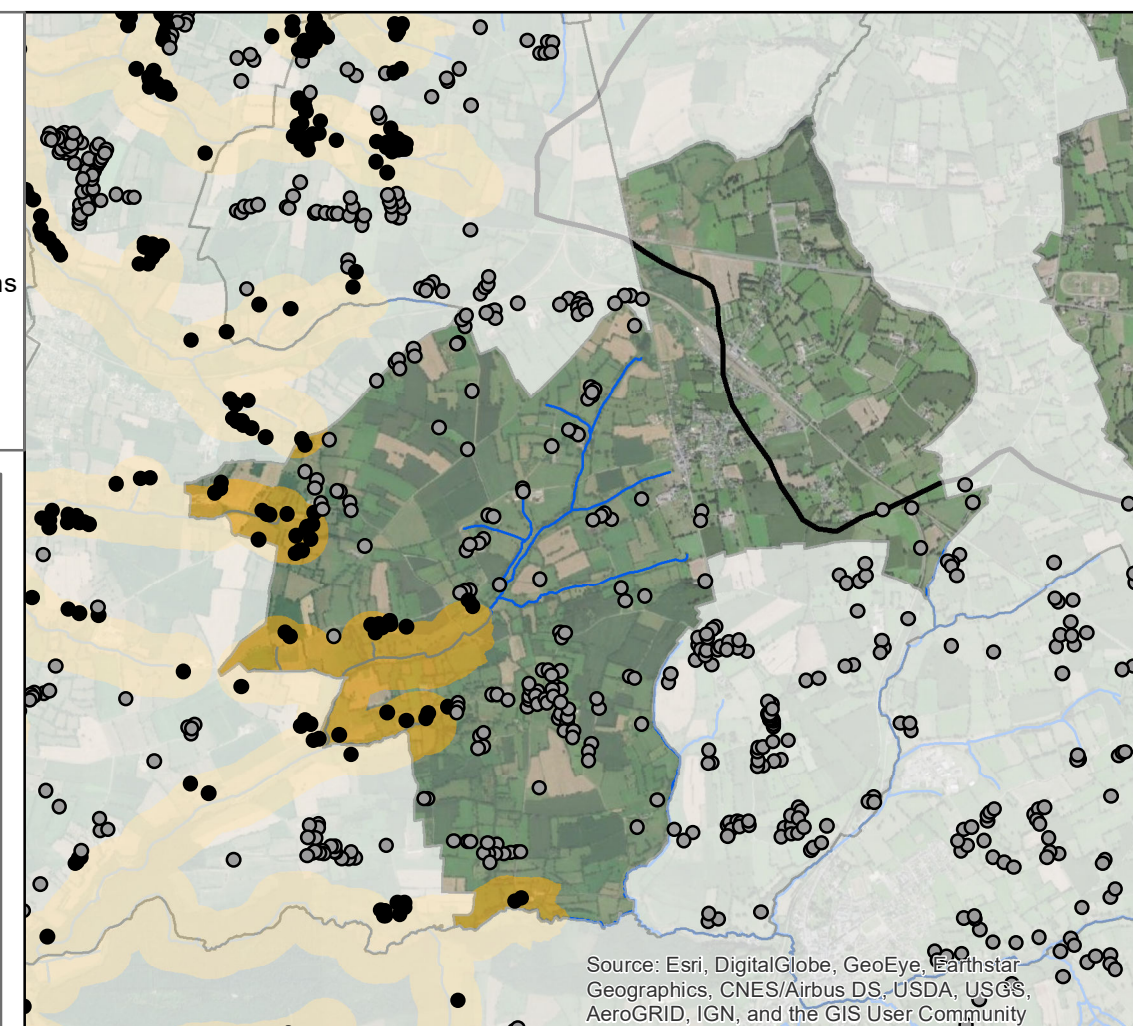 ns
Source: Esri, DigitalGlobe, GeoEye, Earthstar
Geographics, CNES/Airbus DS, USDA, USGS,
AeroGRID, IGN, and the GIS User Community